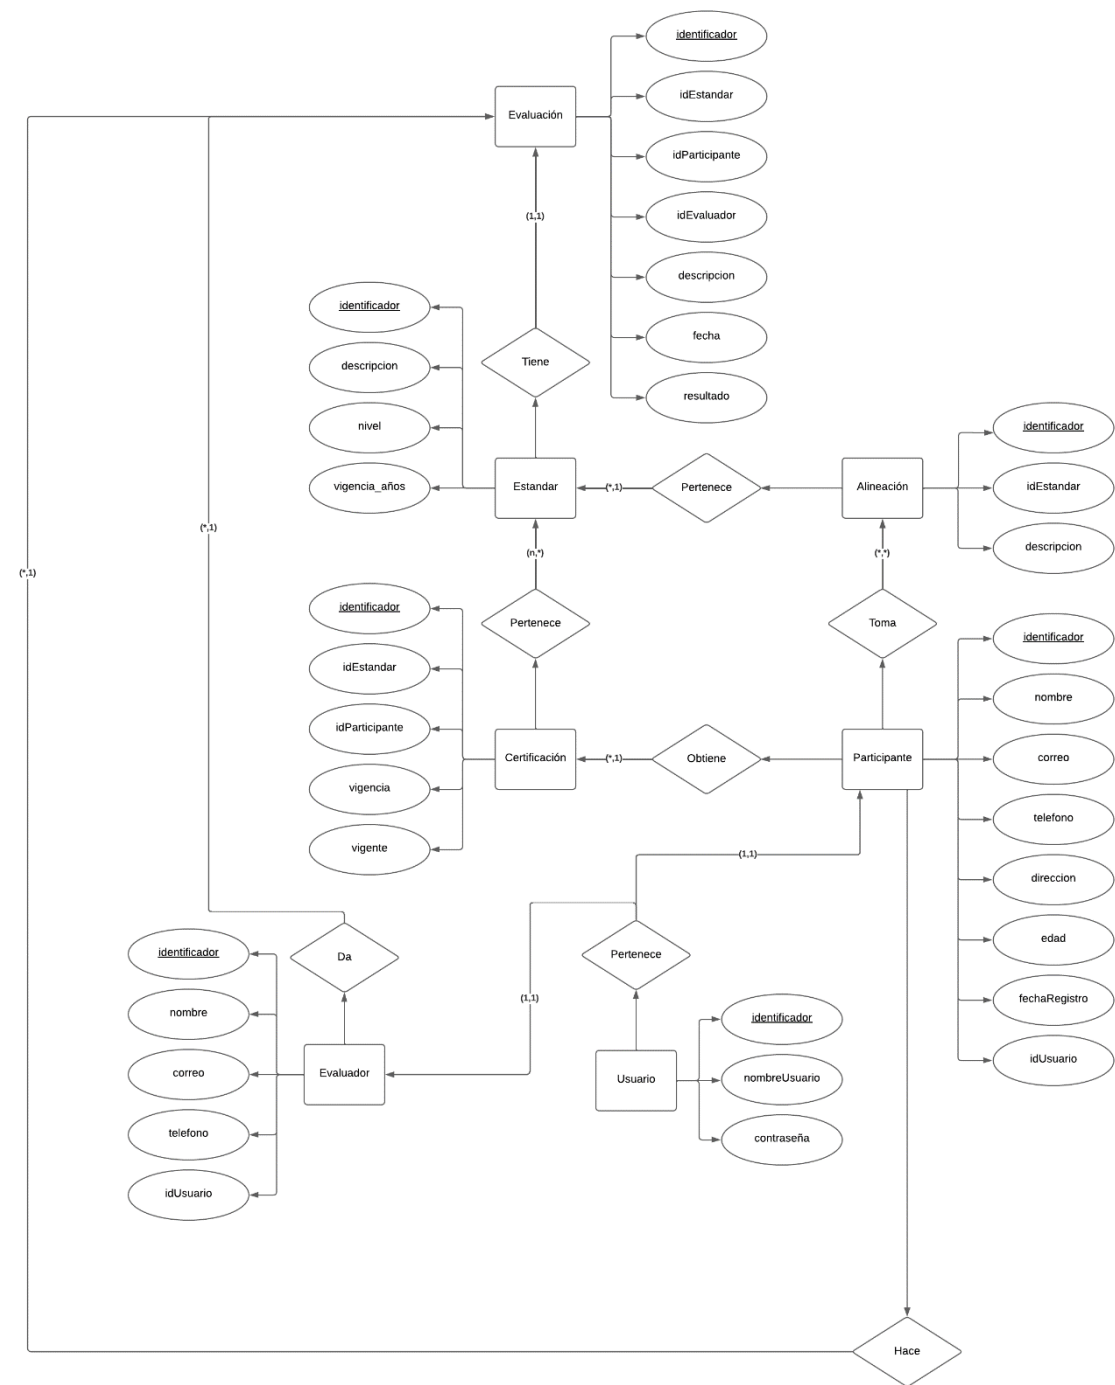 identificador
idEstandar
Evaluación
idParticipante
(1,1)
idEvaluador
descripcion
identificador
fecha
Tiene
descripcion
resultado
nivel
identificador
vigencia_años
Estandar
(*,1)
Pertenece
Alineación
idEstandar
(*,1)
descripcion
(n,*)
(*,*)
(*,1)
identificador
Pertenece
Toma
identificador
idEstandar
nombre
idParticipante
Certificación
(*,1)
Obtiene
Participante
correo
vigencia
telefono
vigente
(1,1)
direccion
identificador
Da
Pertenece
edad
(1,1)
fechaRegistro
nombre
identificador
idUsuario
correo
Evaluador
Usuario
nombreUsuario
telefono
contraseña
idUsuario
Hace